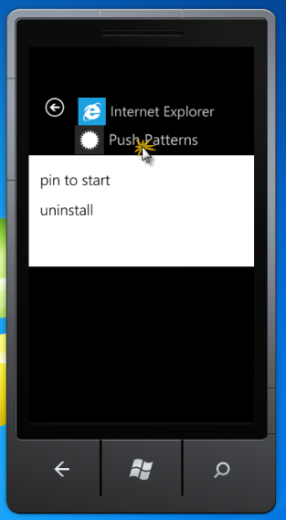 Internet Explorer
Push Patterns
pin to start
uninstall